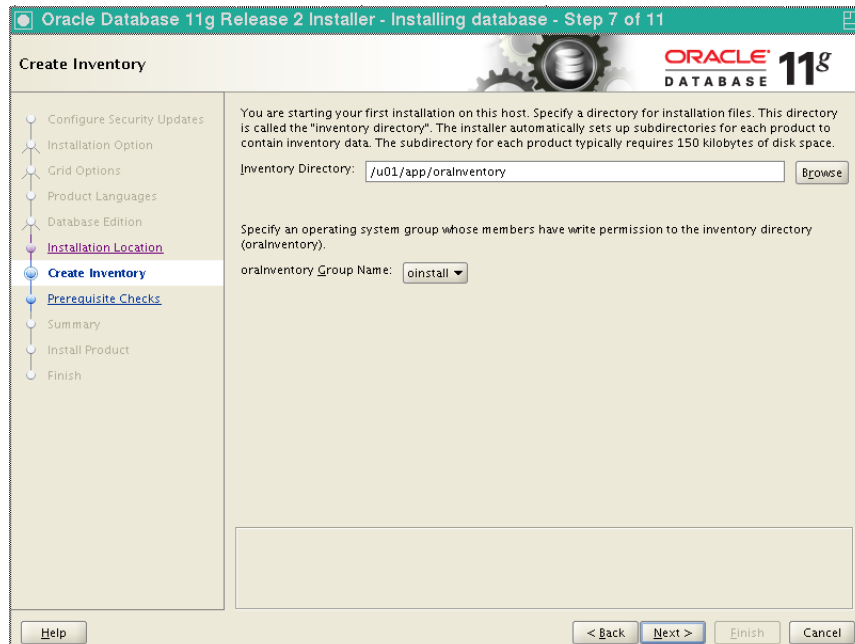 Oracle Database 11g Release 2 Installer - Installing database - Step 7 of 11
Create Inventory
ORACLE
DATABASE 11g
Configure Security Updates
Installation Option
Grid Options
Product Languages
Database Edition
Installation Location
Create Inventory
Prerequisite Checks
Summary
Install Product
Finish
You are starting your first installation on this host. Specify a directory for installation files. This directory
is called the "inventory directory". The installer automatically sets up subdirectories for each product to
contain inventory data. The subdirectory for each product typically requires 150 kilobytes of disk space.
Inventory Directory: /u01/app/oraInventory Browse
Specify an operating system group whose members have write permission to the inventory directory
(oraInventory).
oraInventory Group Name: oinstall
Help < Back Next > Finish Cancel